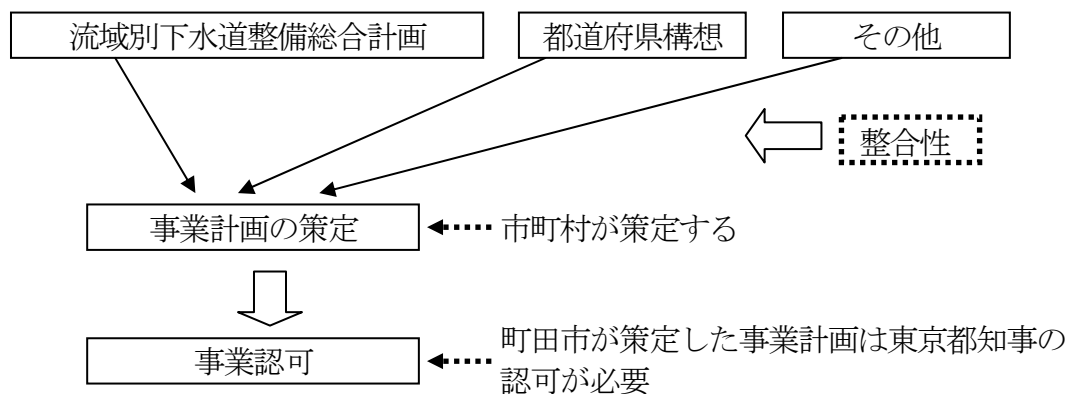 流域別下水道整備総合計画
都道府県構想
その他
整合性
事業計画の策定
市町村が策定する
事業認可
町田市が策定した事業計画は東京都知事の
認可が必要